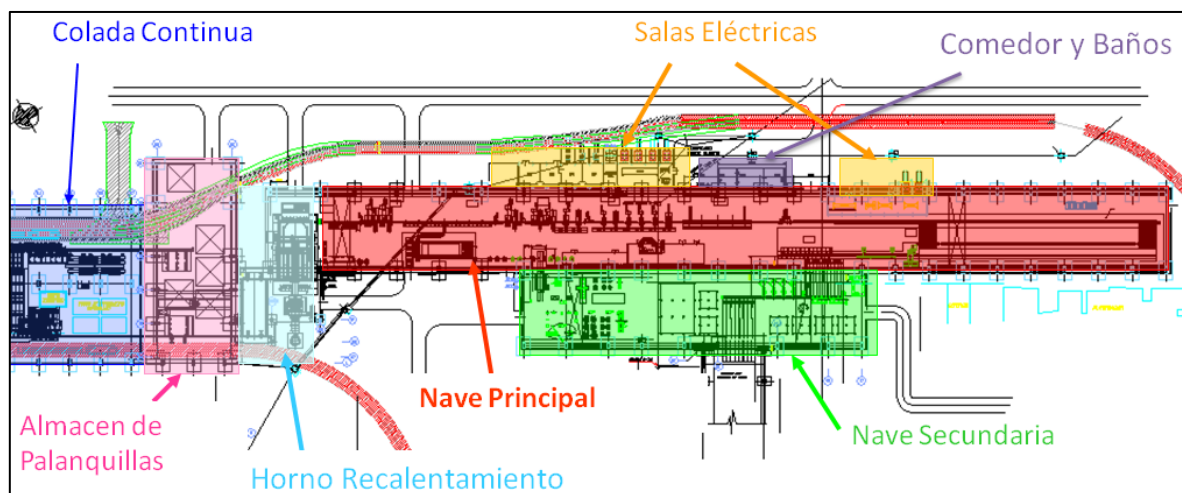 Colada Continua
Salas Eléctricas
Comedor y Baños
Nave Principal
Almacen de
Palanquillas
Nave Secundaria
Horno Recalentamiento